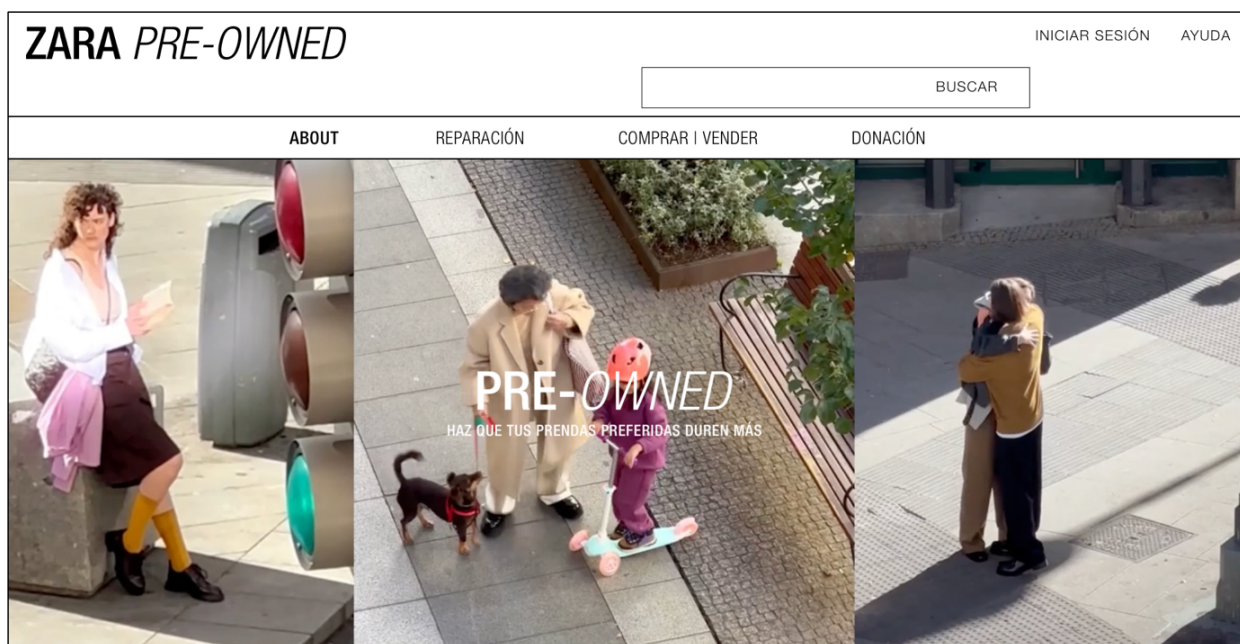 ZARA PRE-OWNED
INICIAR SESIÓN AYUDA
BUSCAR
ABOUT REPARACIÓN COMPRAR | VENDER DONACIÓN
PRE-OWNED
HAZ QUE TUS PRENDAS PREFERIDAS DUREN MÁS